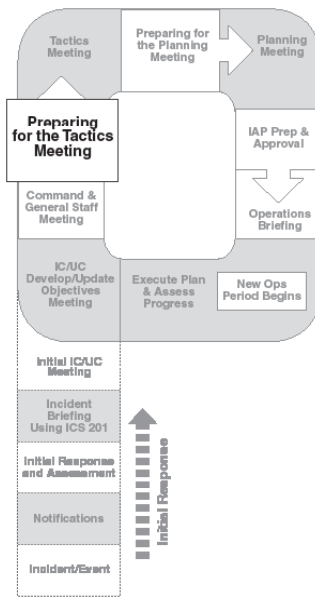 Tactics
Meeting
Preparing for
the Planning
Meeting
Planning
Meeting
Preparing
for the Tactics
Meeting
IAP Prep &
Approval
Command &
General Staff
Meeting
Operations
Briefing
IC/UC
Develop/Update
Objectives
Meeting
Execute Plan
& Assess
Progress
New Ops
Period Begins
Initial IC/UC
Meeting
Incident
Briefing
Using ICS 201
Initial Response
and Assessment
Notifications
Incident/Event
Initial Response